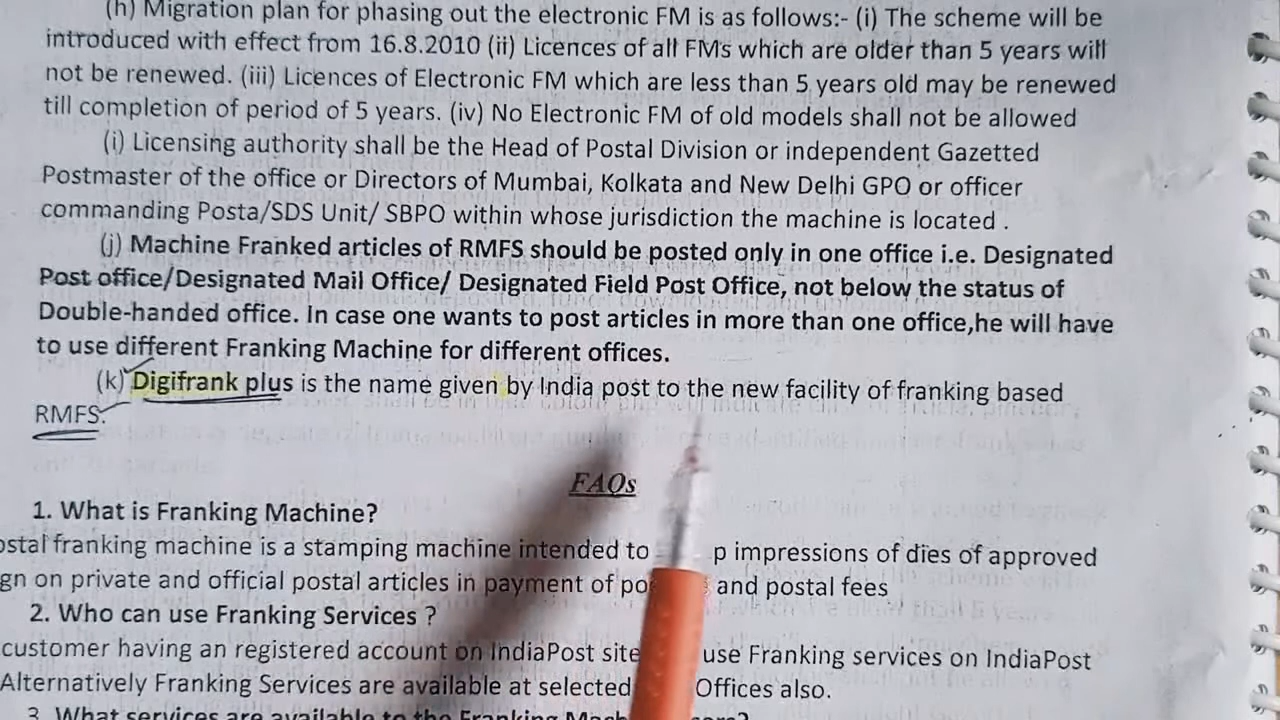 (h) Migration plan for phasing out the electronic FM is as follows:- (i) The scheme will be
introduced with effect from 16.8.2010 (ii) Licences of all FMs which are older than 5 years will
not be renewed. (iii) Licences of Electronic FM which are less than 5 years old may be renewed
till completion of period of 5 years. (iv) No Electronic FM of old models shall not be allowed
(i) Licensing authority shall be the Head of Postal Division or independent Gazetted
Postmaster of the office or Directors of Mumbai, Kolkata and New Delhi GPO or officer
commanding Posta/SDS Unit/ SBPO within whose jurisdiction the machine is located .
(j) Machine Franked articles of RMFS should be posted only in one office i.e. Designated
Post office/Designated Mail Office/ Designated Field Post Office, not below the status of
Double-handed office. In case one wants to post articles in more than one office,he will have
to use different Franking Machine for different offices.
(k) Digifrank plus is the name given by India post to the new facility of franking based
RMFS.
FAQs
1. What is Franking Machine?
ostal franking machine is a stamping machine intended to p impressions of dies of approved
gn on private and official postal articles in payment of po and postal fees
2. Who can use Franking Services ?
customer having an registered account on IndiaPost site use Franking services on IndiaPost
Alternatively Franking Services are available at selected Offices also.
3. What services are available to the Franking